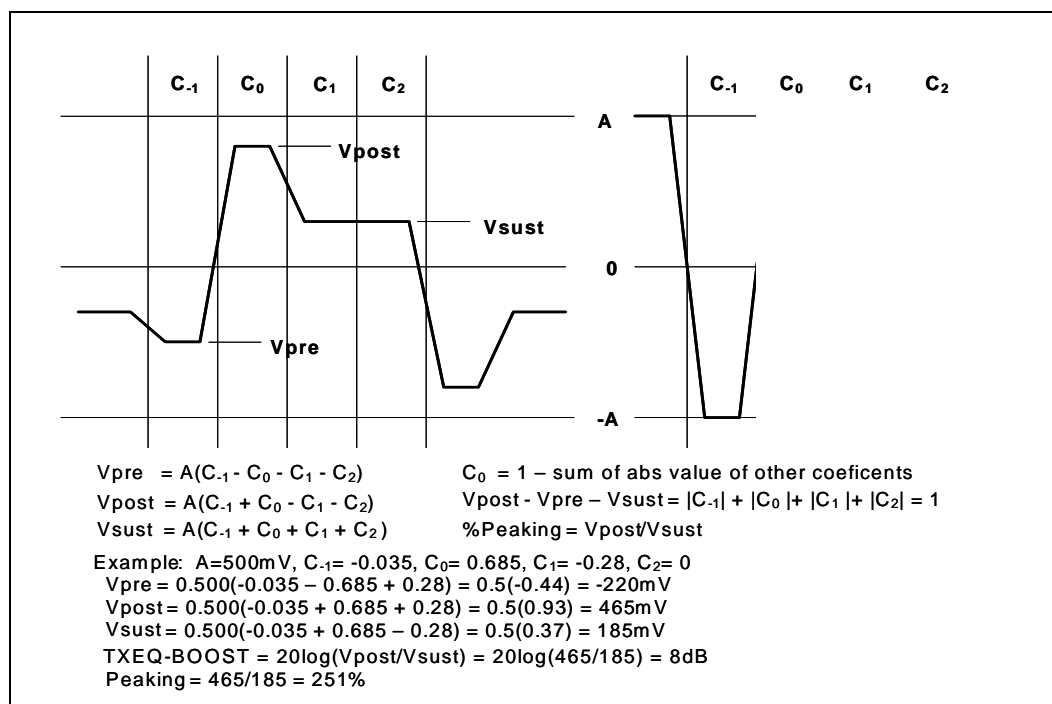 C-1 C0 C1 C2 C-1 C0 C1 C2
A
Vpost
Vsust
0
Vpre
-A
Vpre = A(C-1 - C0 - C1 - C2) C0 = 1 – sum of abs value of other coeficents
Vpost = A(C-1 + C0 - C1 - C2) Vpost - Vpre – Vsust = |C-1| + |C0 |+ |C1 |+ |C2| = 1
Vsust = A(C-1 + C0 + C1 + C2 ) %Peaking = Vpost/Vsust
Example: A=500mV, C-1= -0.035, C0= 0.685, C1= -0.28, C2= 0
Vpre = 0.500(-0.035 – 0.685 + 0.28) = 0.5(-0.44) = -220mV
Vpost = 0.500(-0.035 + 0.685 + 0.28) = 0.5(0.93) = 465mV
Vsust = 0.500(-0.035 + 0.685 – 0.28) = 0.5(0.37) = 185mV
TXEQ-BOOST = 20log(Vpost/Vsust) = 20log(465/185) = 8dB
Peaking = 465/185 = 251%